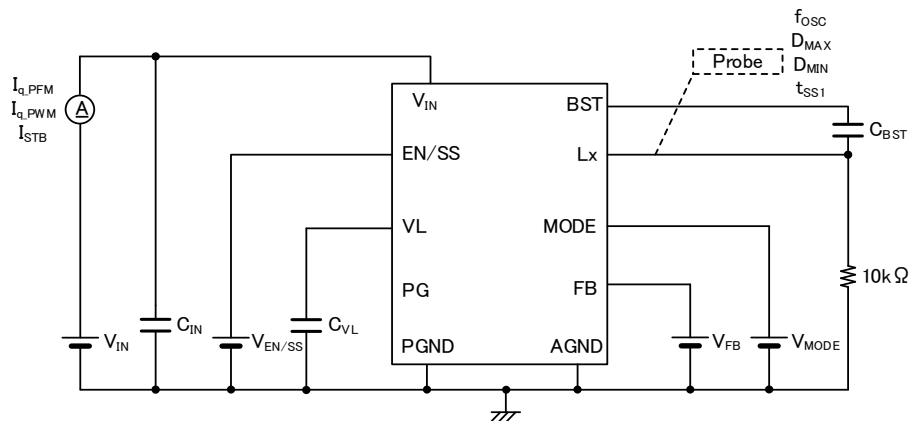 I_q_PFM
I_q_PWM
I_STB
A
f_OSC
D_MAX
D_MIN
t_SS1
Probe
V_IN
BST
EN/SS
Lx
VL
MODE
PG
FB
PGND
AGND
C_BST
10kΩ
V_IN
C_IN
V_EN/SS
C_VL
V_FB
V_MODE